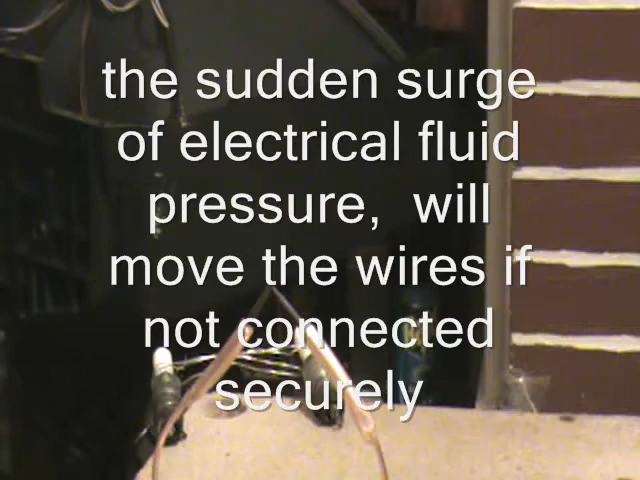 the sudden surge
of electrical fluid
pressure,  will
move the wires if
not connected
securely